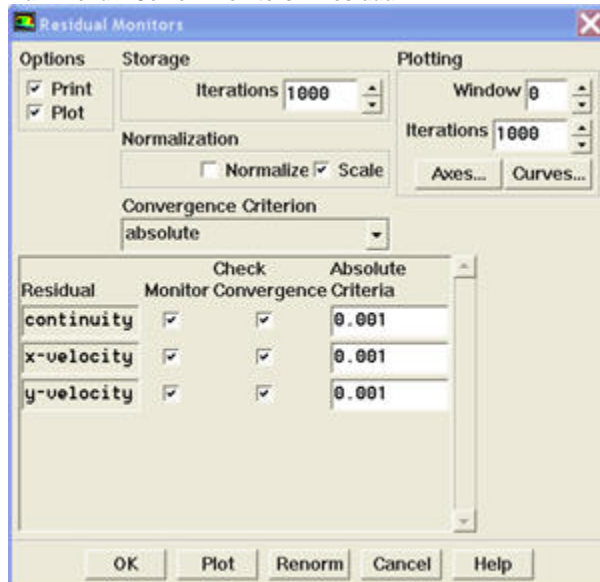 Residual Monitors
Options
Print
Plot
Storage
Iterations 1000
Normalization
Normalize Scale
Convergence Criterion
absolute
Plotting
Window 0
Iterations 1000
Axes... Curves...
Check Absolute
Residual Monitor Convergence Criteria
continuity 0.001
x-velocity 0.001
y-velocity 0.001
OK Plot Renorm Cancel Help